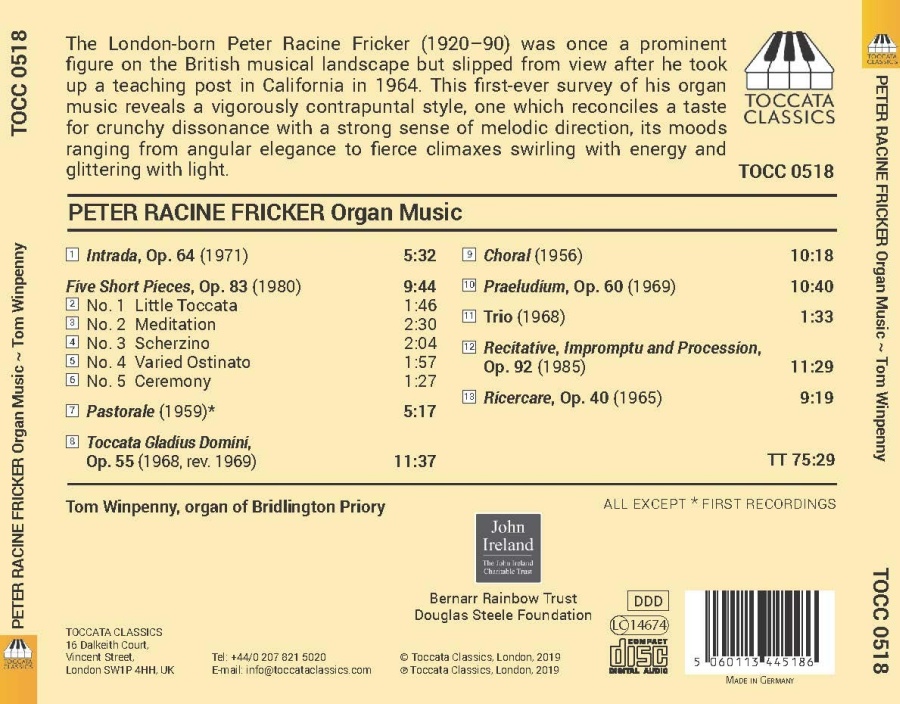 TOCC 0518
PETER RACINE FRICKER Organ Music ~ Tom Winpenny
TOCCATA
CLASSICS
The London-born Peter Racine Fricker (1920–90) was once a prominent
figure on the British musical landscape but slipped from view after he took
up a teaching post in California in 1964. This first-ever survey of his organ
music reveals a vigorously contrapuntal style, one which reconciles a taste
for crunchy dissonance with a strong sense of melodic direction, its moods
ranging from angular elegance to fierce climaxes swirling with energy and
glittering with light.
TOCCATA
CLASSICS
TOCC 0518
PETER RACINE FRICKER Organ Music
1 Intrada, Op. 64 (1971) 5:32
Five Short Pieces, Op. 83 (1980) 9:44
2 No. 1 Little Toccata 1:46
3 No. 2 Meditation 2:30
4 No. 3 Scherzino 2:04
5 No. 4 Varied Ostinato 1:57
6 No. 5 Ceremony 1:27
7 Pastorale (1959)* 5:17
8 Toccata Gladius Domini,
Op. 55 (1968, rev. 1969) 11:37
9 Choral (1956) 10:18
10 Praeludium, Op. 60 (1969) 10:40
11 Trio (1968) 1:33
12 Recitative, Impromptu and Procession,
Op. 92 (1985) 11:29
13 Ricercare, Op. 40 (1965) 9:19
TT 75:29
Tom Winpenny, organ of Bridlington Priory
ALL EXCEPT * FIRST RECORDINGS
John
Ireland
The John Ireland
Charitable Trust
Bernarr Rainbow Trust
Douglas Steele Foundation
TOCCATA CLASSICS
16 Dalkeith Court,
Vincent Street,
London SW1P 4HH, UK
Tel: +44/0 207 821 5020
E-mail: info@toccataclassics.com
© Toccata Classics, London, 2019
℗ Toccata Classics, London, 2019
DDD
LC 14674
COMPACT
disc
DIGITAL AUDIO
5 060113 445186
MADE IN GERMANY
TOCCATA
CLASSICS
PETER RACINE FRICKER Organ Music ~ Tom Winpenny
TOCC 0518